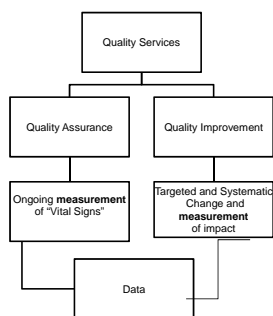 Quality Services
Quality Assurance
Quality Improvement
Ongoing measurement
of “Vital Signs”
Targeted and Systematic
Change and
measurement
of impact
Data